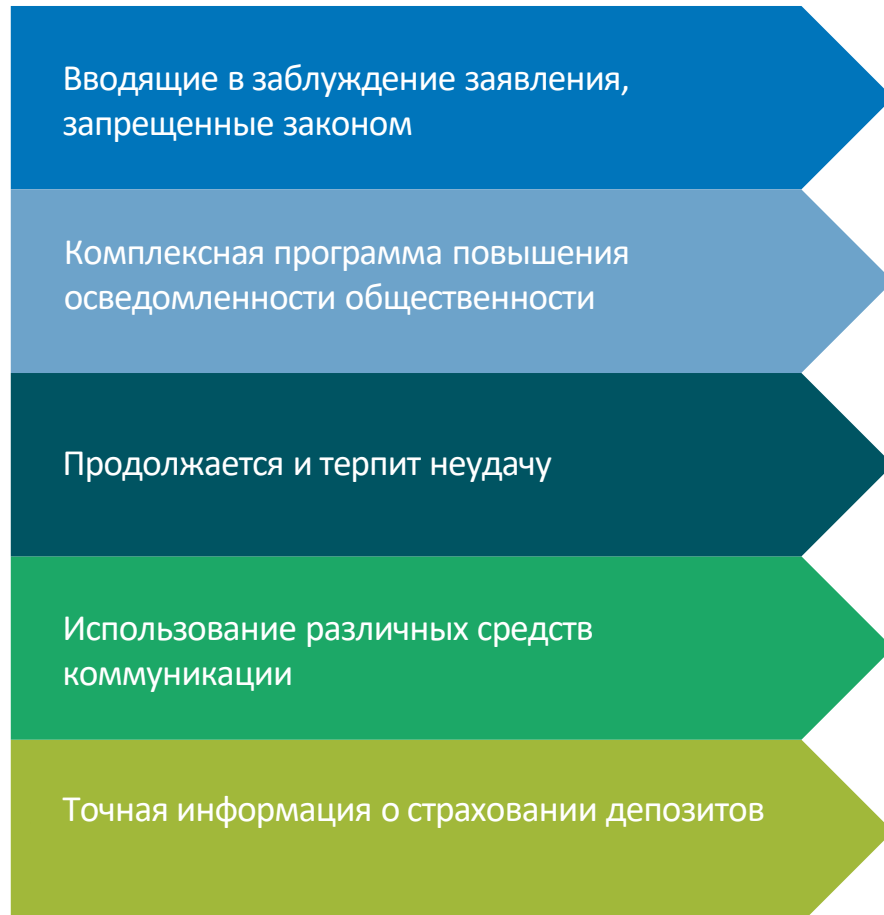 Вводящие в заблуждение заявления,
запрещенные законом
Комплексная программа повышения
осведомленности общественности
Продолжается и терпит неудачу
Использование различных средств
коммуникации
Точная информация о страховании депозитов